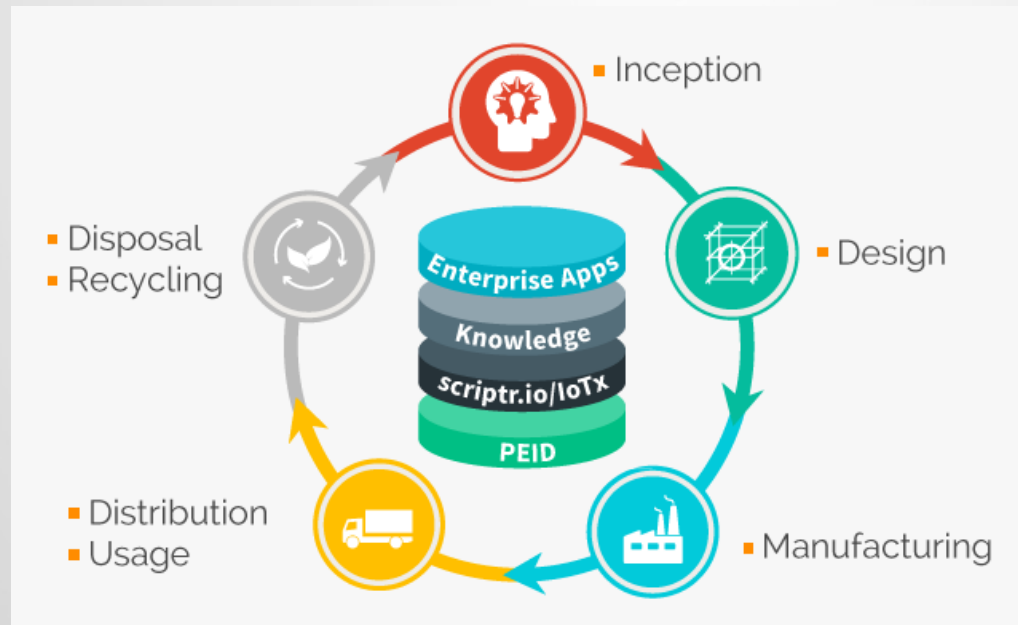 Inception
Design
Manufacturing
Distribution
Usage
Disposal
Recycling
Enterprise Apps
Knowledge
scriptr.io/IoTx
PEID